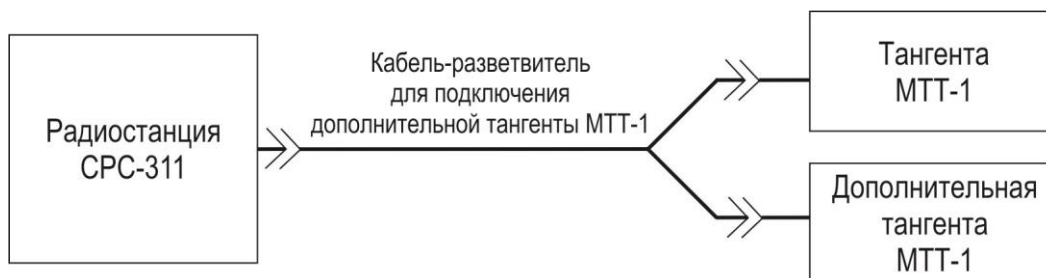 Радиостанция
СРС-311
Кабель-разветвитель
для подключения
дополнительной тангенты МТТ-1
Тангента
МТТ-1
Дополнительная
тангента
МТТ-1